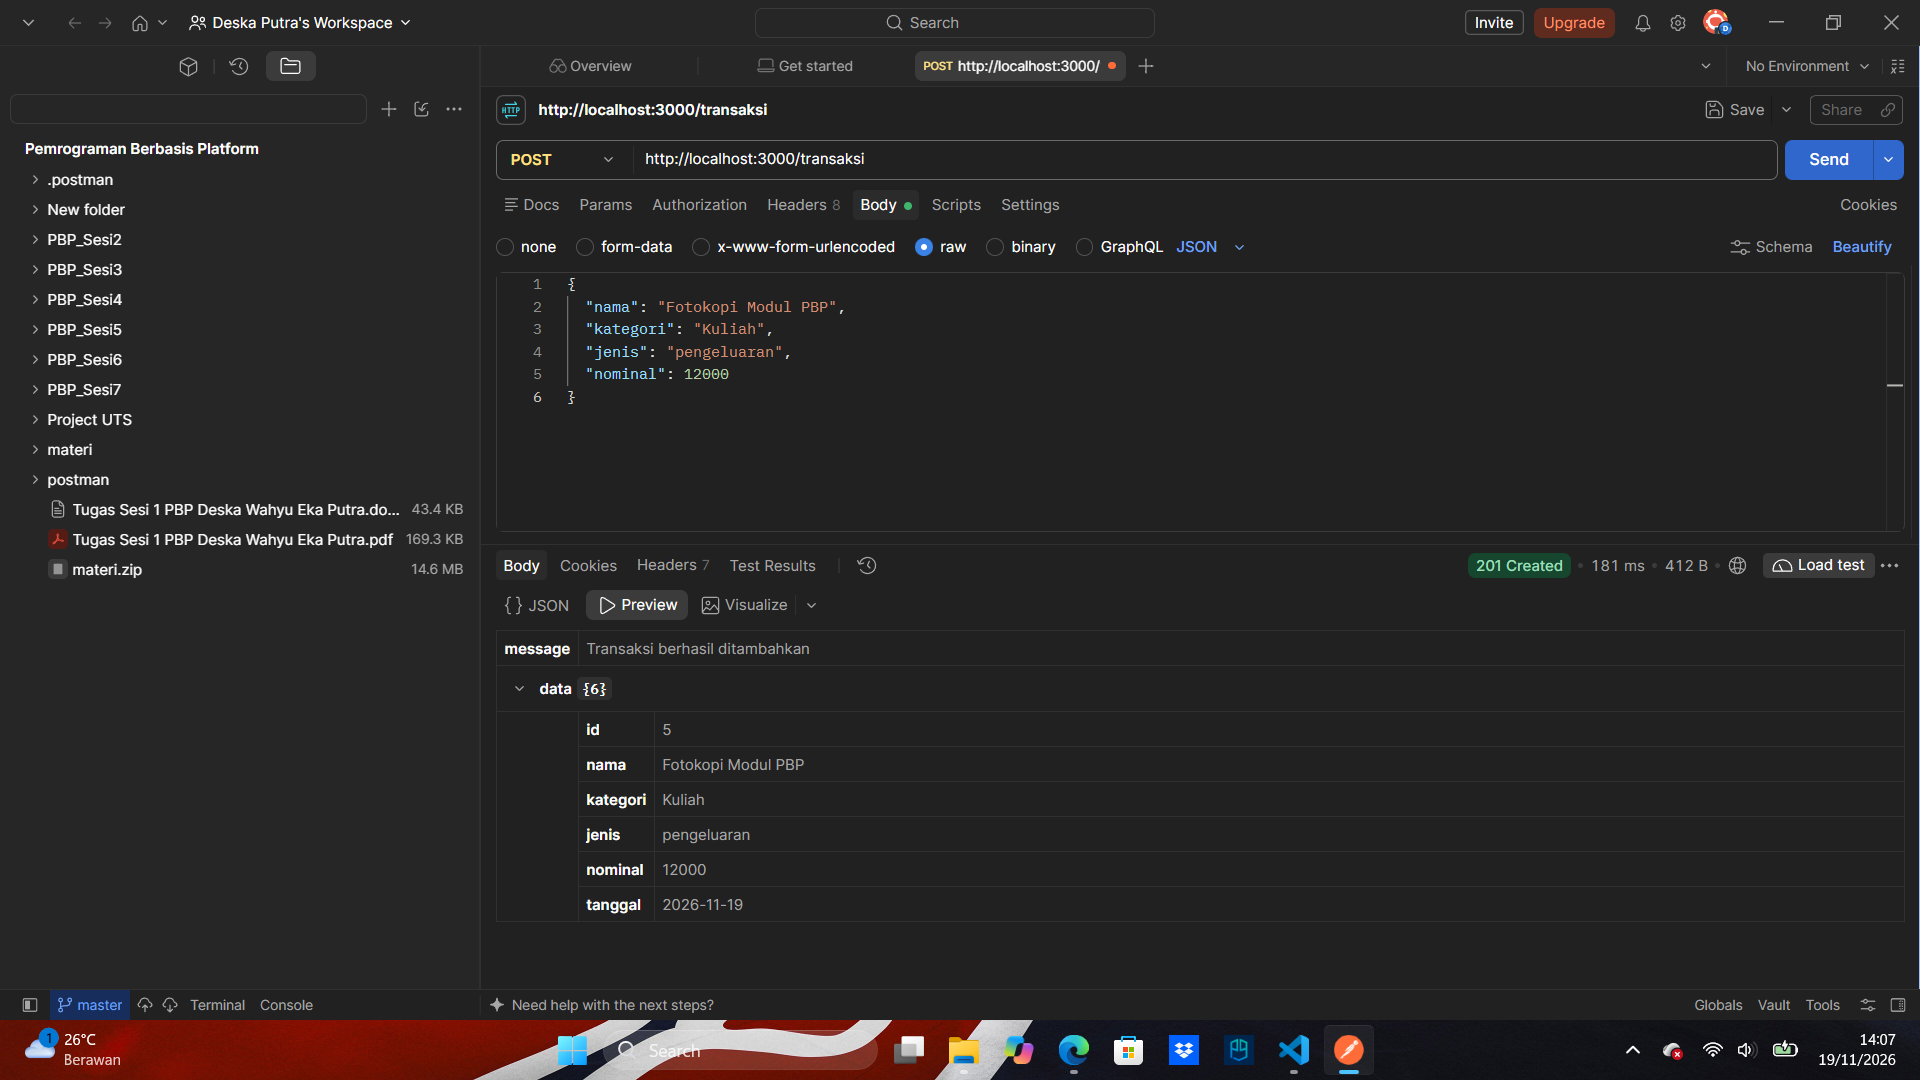 Deska Putra's Workspace
Search
Invite
Upgrade
D
Overview
Get started
POST http://localhost:3000/
No Environment
HTTP http://localhost:3000/transaksi
Save
Share
Pemrograman Berbasis Platform
.postman
New folder
PBP_Sesi2
PBP_Sesi3
PBP_Sesi4
PBP_Sesi5
PBP_Sesi6
PBP_Sesi7
Project UTS
materi
postman
Tugas Sesi 1 PBP Deska Wahyu Eka Putra.do... 43.4 KB
Tugas Sesi 1 PBP Deska Wahyu Eka Putra.pdf 169.3 KB
materi.zip 14.6 MB
POST http://localhost:3000/transaksi
Send
Docs Params Authorization Headers 8 Body Scripts Settings Cookies
none form-data x-www-form-urlencoded raw binary GraphQL JSON Schema Beautify
1 {
2 "nama": "Fotokopi Modul PBP",
3 "kategori": "Kuliah",
4 "jenis": "pengeluaran",
5 "nominal": 12000
6 }
Body Cookies Headers 7 Test Results 201 Created • 181 ms • 412 B • Load test
{ } JSON Preview Visualize
message Transaksi berhasil ditambahkan
data {6}
id 5
nama Fotokopi Modul PBP
kategori Kuliah
jenis pengeluaran
nominal 12000
tanggal 2026-11-19
master Terminal Console
Need help with the next steps?
Globals Vault Tools
1
26°C
Berawan
Search
14:07
19/11/2026